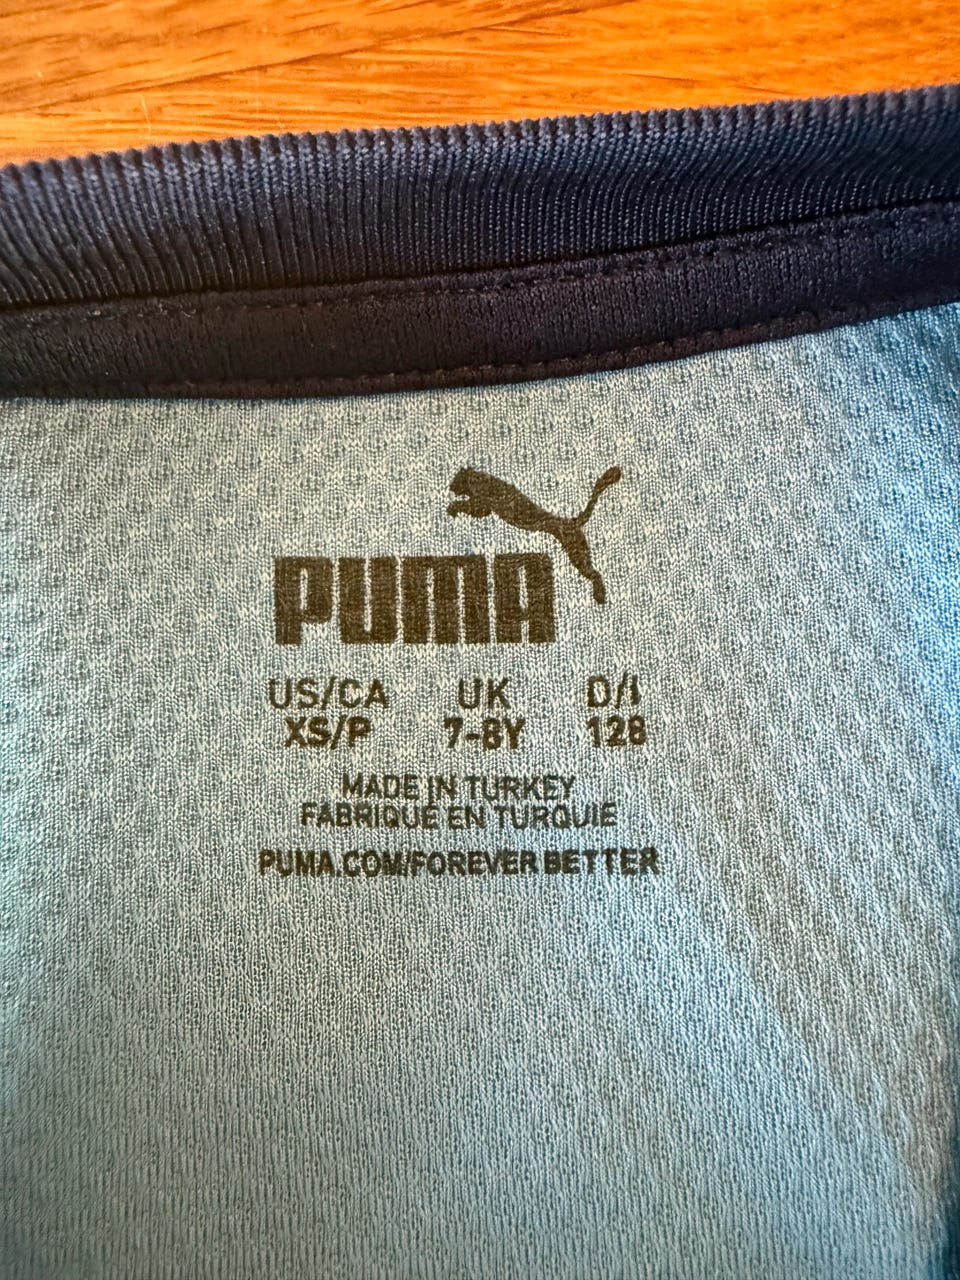 PUMA
US/CA UK D/I
XS/P 7-8Y 128
MADE IN TURKEY
FABRIQUÉ EN TURQUIE
PUMA.COM/FOREVER BETTER